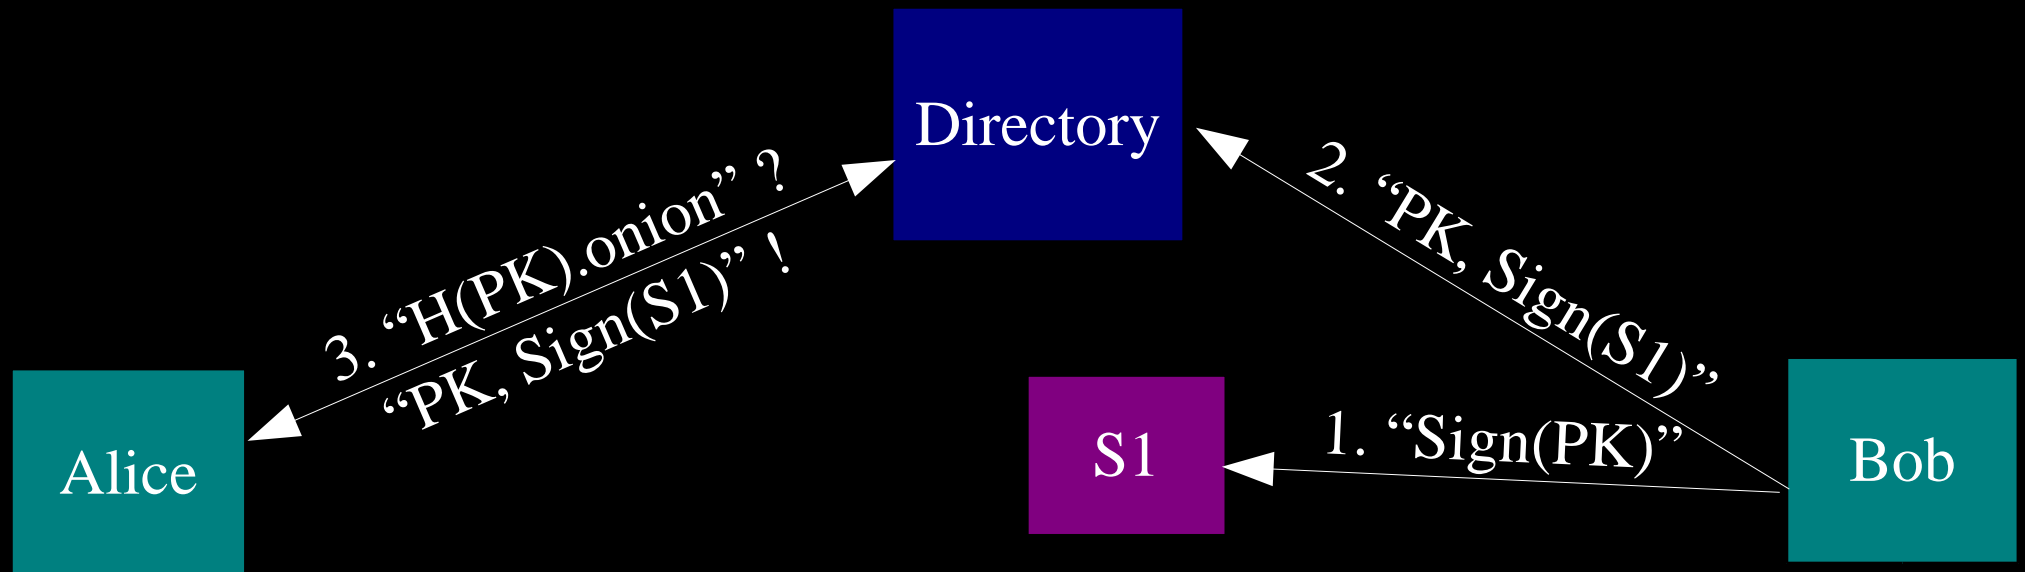 Directory
2. “PK, Sign(S1)”
3. “H(PK).onion” ?
“PK, Sign(S1)” !
1. “Sign(PK)”
S1
Bob
Alice